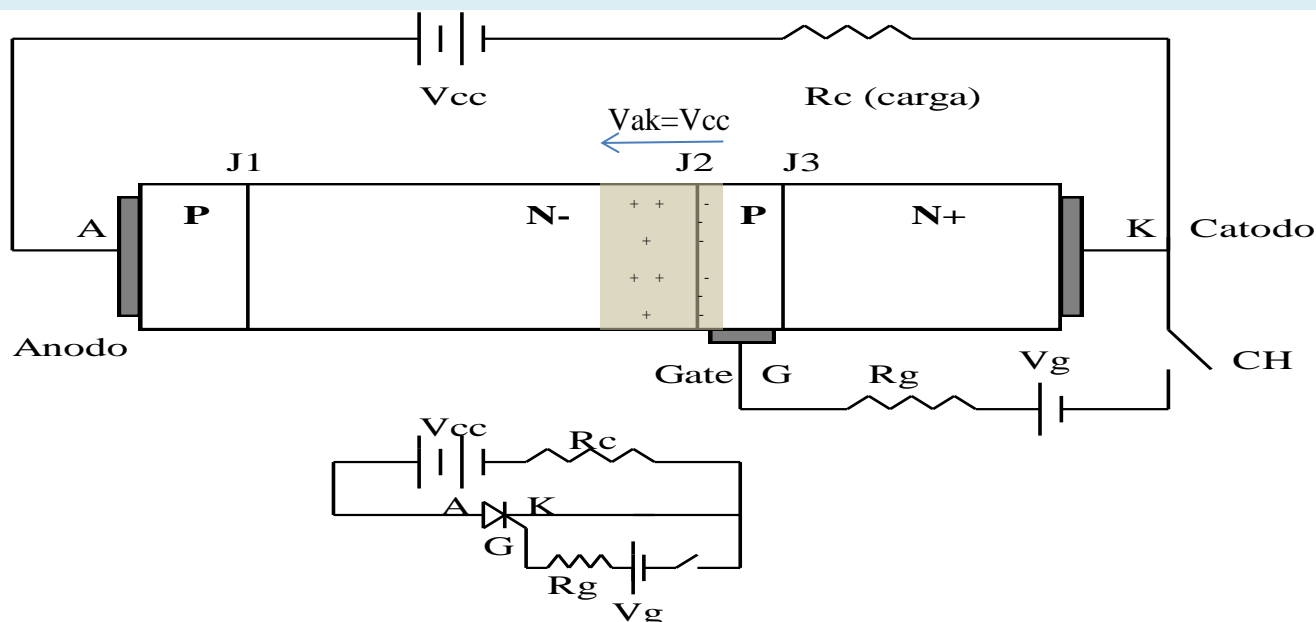 Vcc
Rc (carga)
Vak=Vcc
J1
J2
J3
P
N-
+ +
-
-
+
-
+ +
-
-
+
-
P
N+
A
K
Catodo
Anodo
Gate
G
Rg
Vg
CH
Vcc
Rc
A
K
G
Rg
Vg